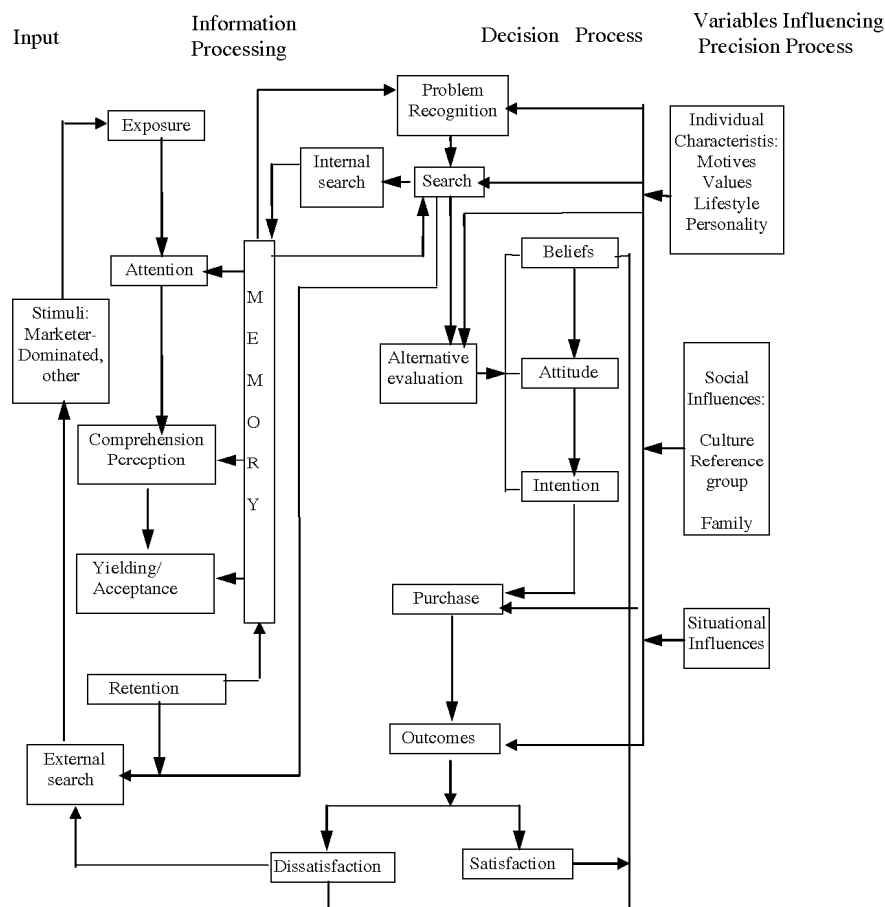 Input
Information
Processing
Decision Process
Variables Influencing
Precision Process
Exposure
Attention
Stimuli:
Marketer-
Dominated,
other
Comprehension
Perception
Yielding/
Acceptance
Retention
External
search
Internal
search
M
E
M
O
R
Y
Problem
Recognition
Search
Alternative
evaluation
Beliefs
Attitude
Intention
Purchase
Outcomes
Dissatisfaction
Satisfaction
Individual
Characteristis:
Motives
Values
Lifestyle
Personality
Social
Influences:
Culture
Reference
group
Family
Situational
Influences